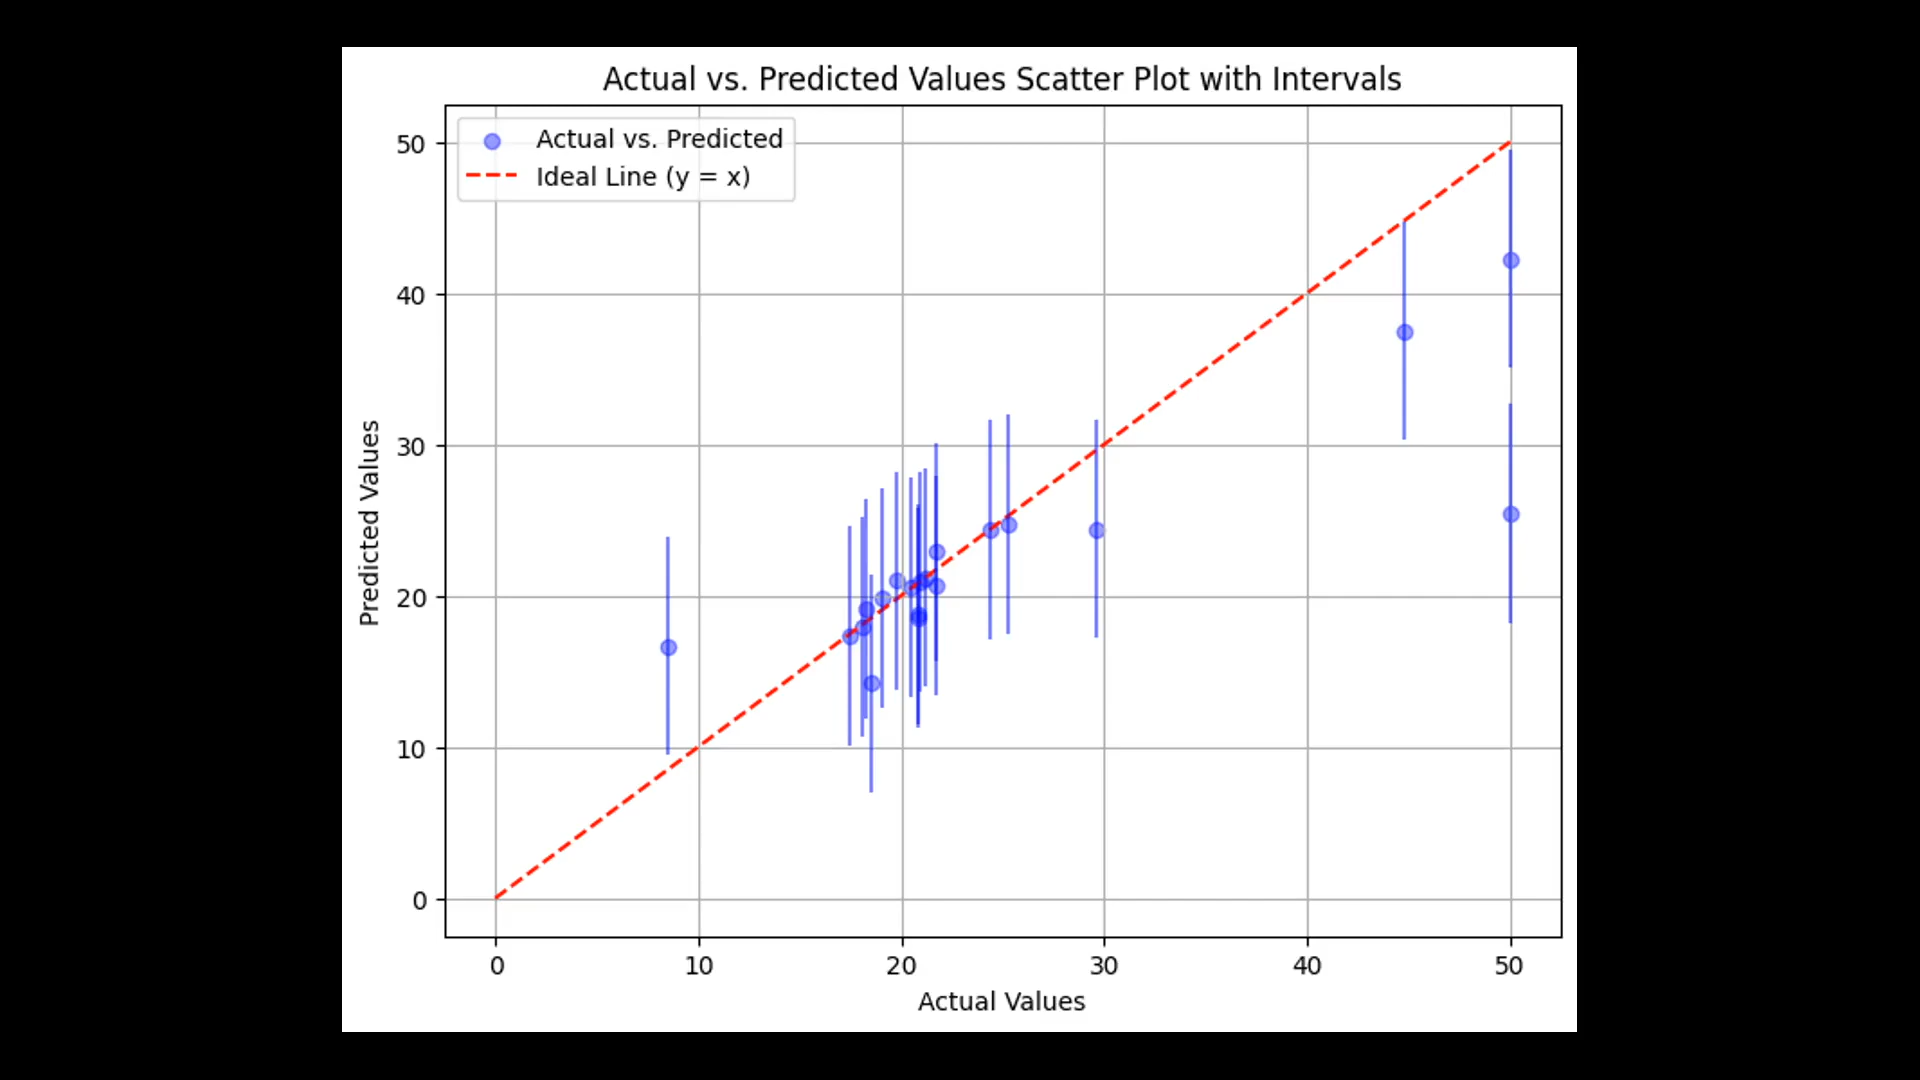 Actual vs. Predicted Values Scatter Plot with Intervals
Actual vs. Predicted
Ideal Line (y = x)
50
40
30
20
10
0
Predicted Values
0 10 20 30 40 50
Actual Values